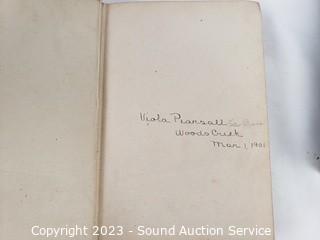 Viola Pearsall
Woods Creek
Mar 1, 1901
Copyright 2023 - Sound Auction Service